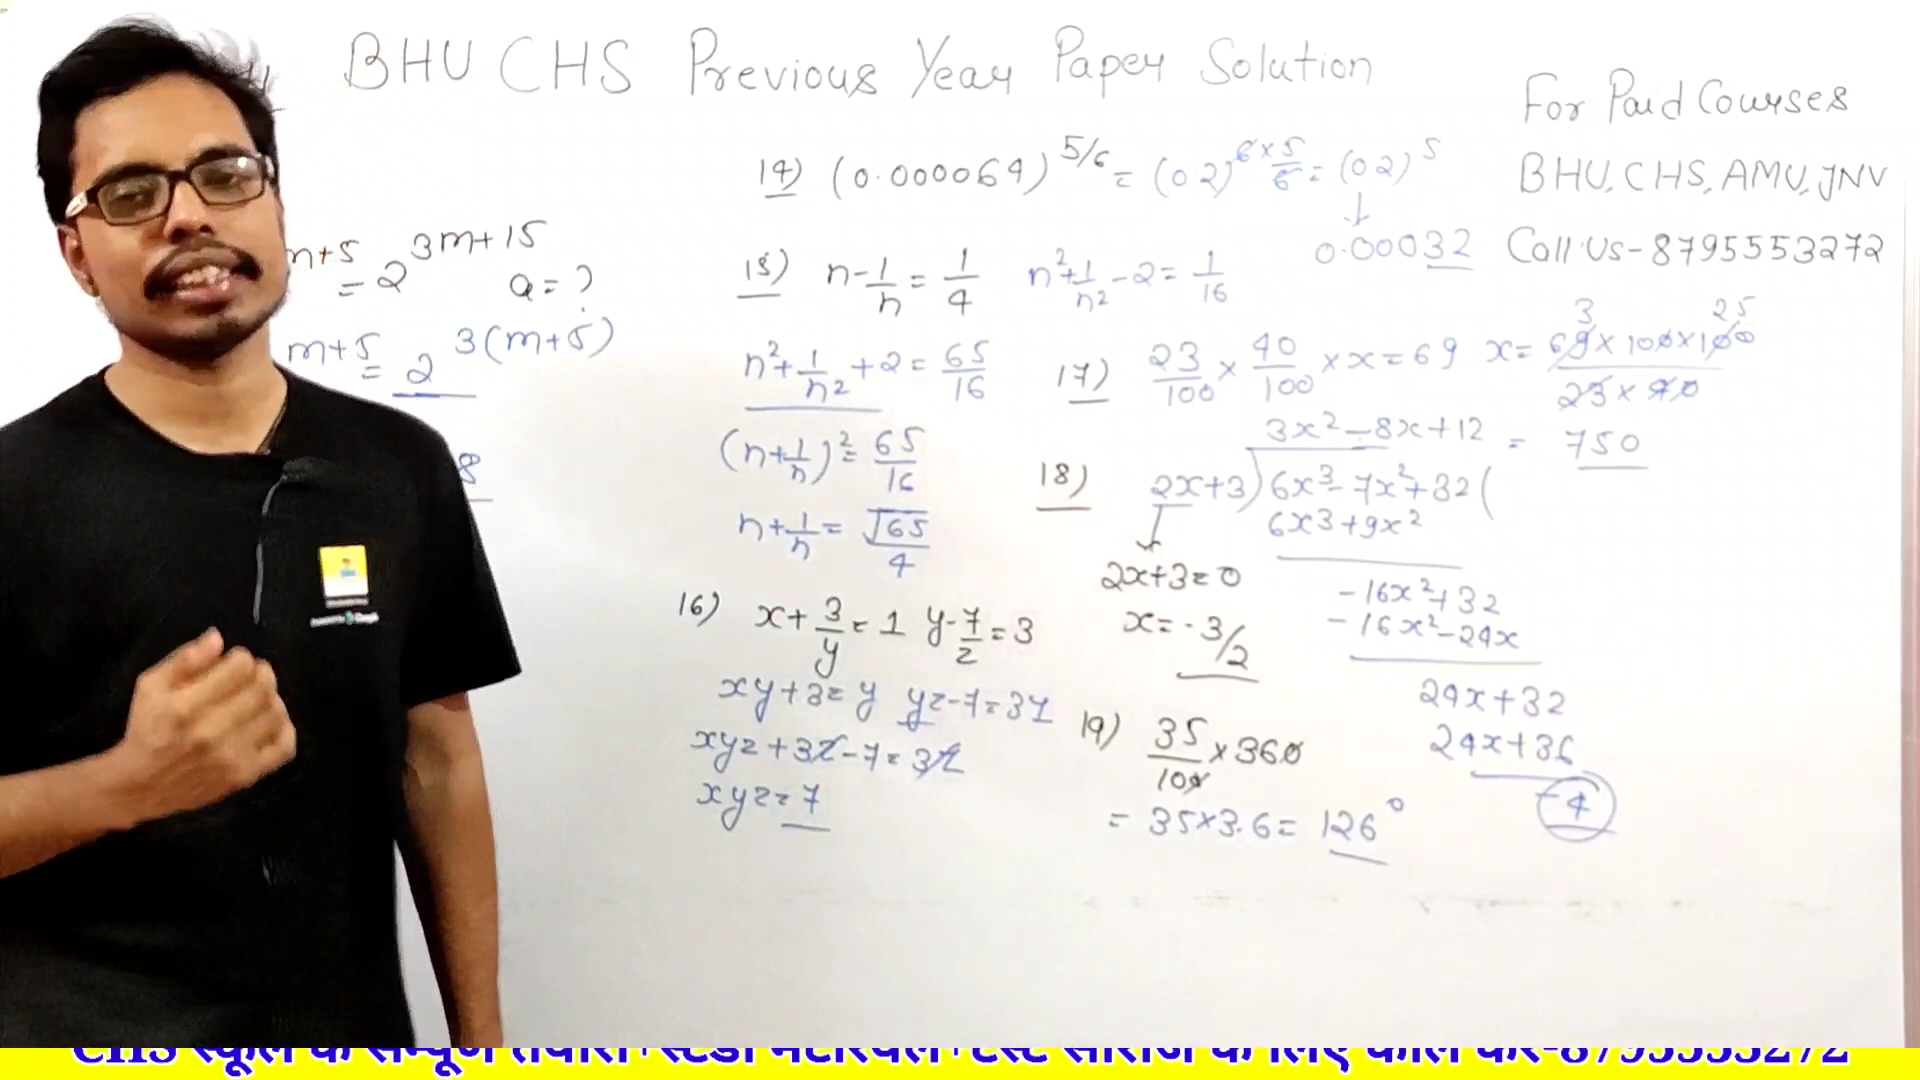 BHU CHS Previous Year Paper Solution
For Paid Courses
BHU, CHS, AMU, JNV
Call Us-8795553272
m+5 = 2^{3m+15} a=?
m+5 = 2^{3(m+5)}
8
14) (0.000064)^{5/6} = (0.2)^{6×5/6} = (0.2)^5
0.00032
15) n-1/n = 1/4 n²+1/n²-2 = 1/16
n²+1/n²+2 = 65/16
(n+1/n)² = 65/16
n+1/n = √65/4
16) x+3/y = 1 y-7/z = 3
xy+3 = y yz-7 = 3z
xyz+3z-7 = 3z
xyz = 7
17) 23/100 × 40/100 × x = 69 x = 69×100×100/23×40
3 25
= 750
18) 2x+3)6x³-7x²+32(
3x²-8x+12
6x³+9x²
-16x²+32
-16x²-24x
24x+32
24x+36
-4
2x+3=0
x=-3/2
19) 35/100 × 360
= 35×3.6 = 126°